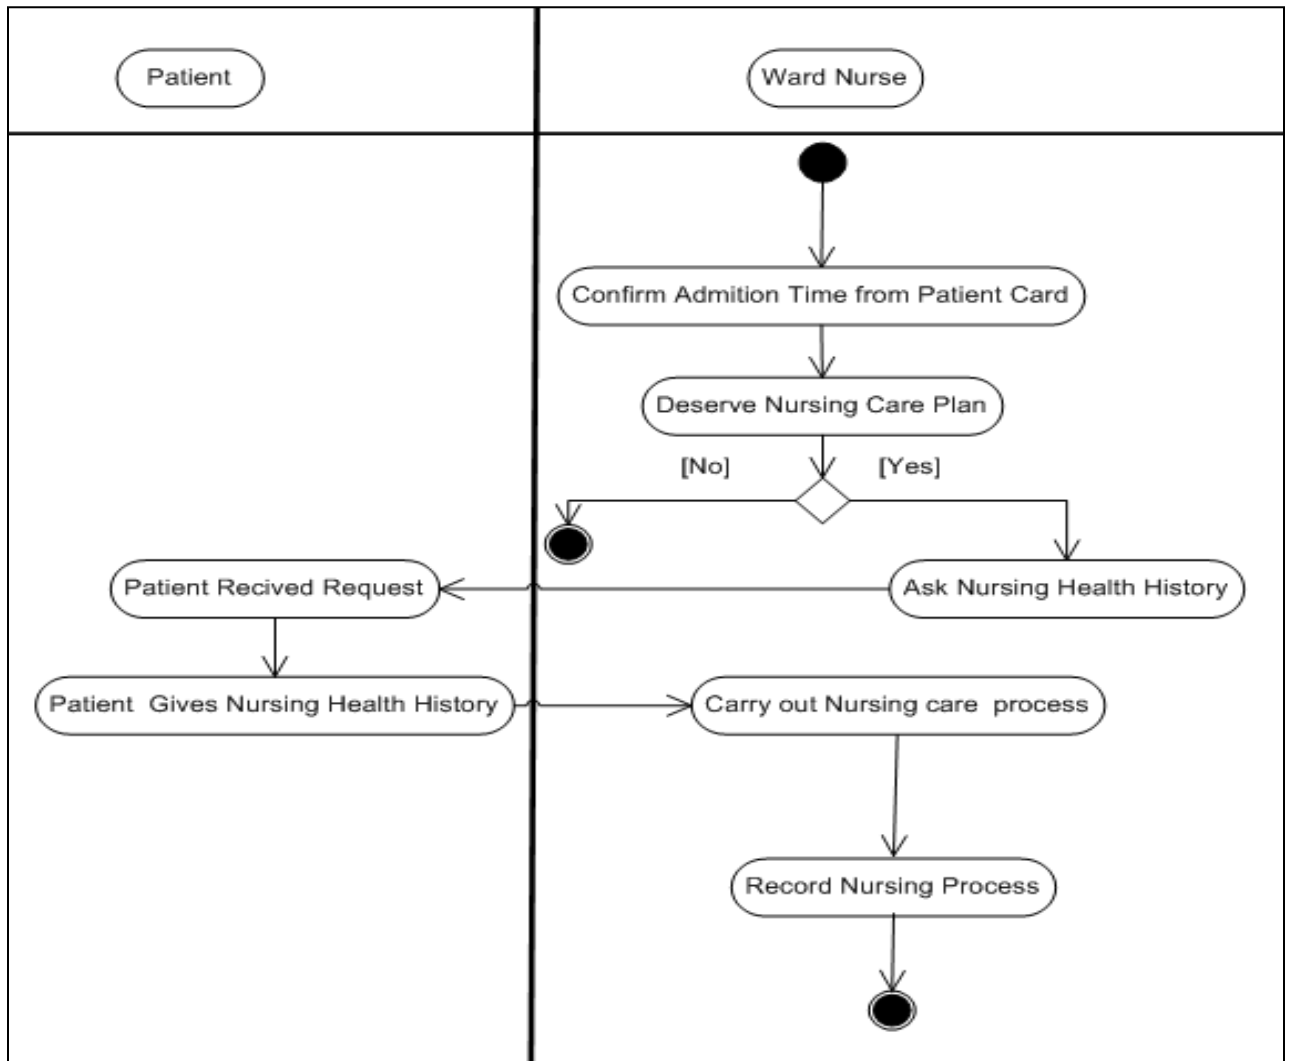 Patient
Ward Nurse
Confirm Admition Time from Patient Card
Deserve Nursing Care Plan
[No]
[Yes]
Patient Recived Request
Ask Nursing Health History
Patient  Gives Nursing Health History
Carry out Nursing care  process
Record Nursing Process